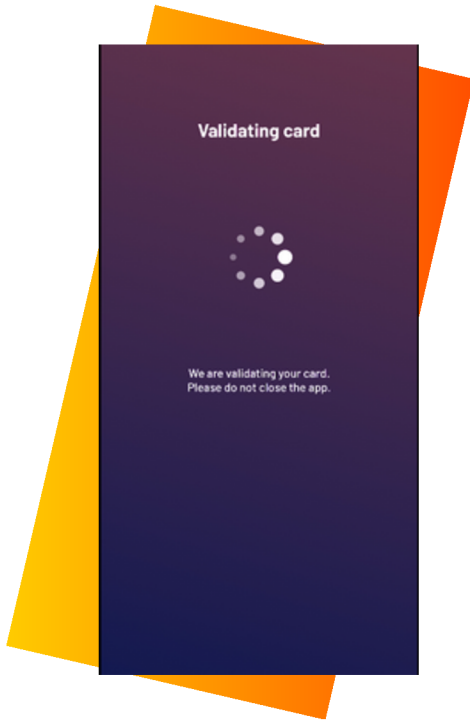 Validating card
We are validating your card.
Please do not close the app.